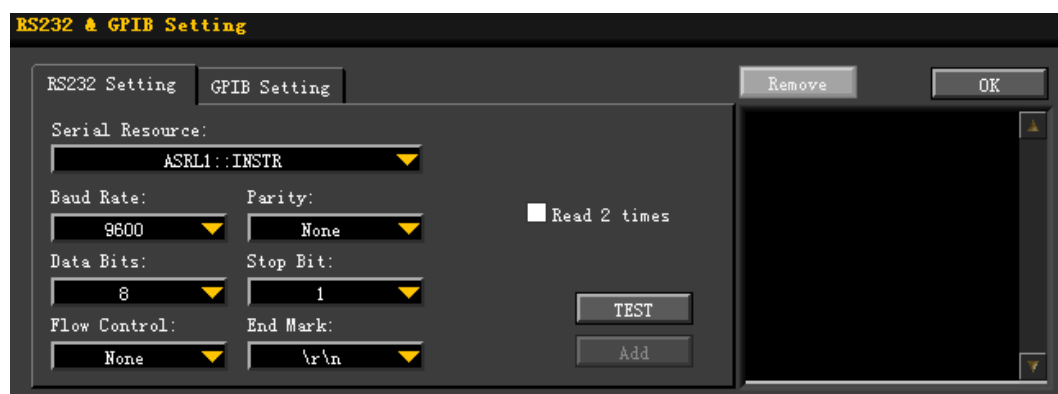 RS232 & GPIB Setting
RS232 Setting
GPIB Setting
Remove
OK
Serial Resource:
ASRL1::INSTR
Baud Rate:
Parity:
9600
None
Read 2 times
Data Bits:
Stop Bit:
8
1
TEST
Flow Control:
End Mark:
None
\r\n
Add